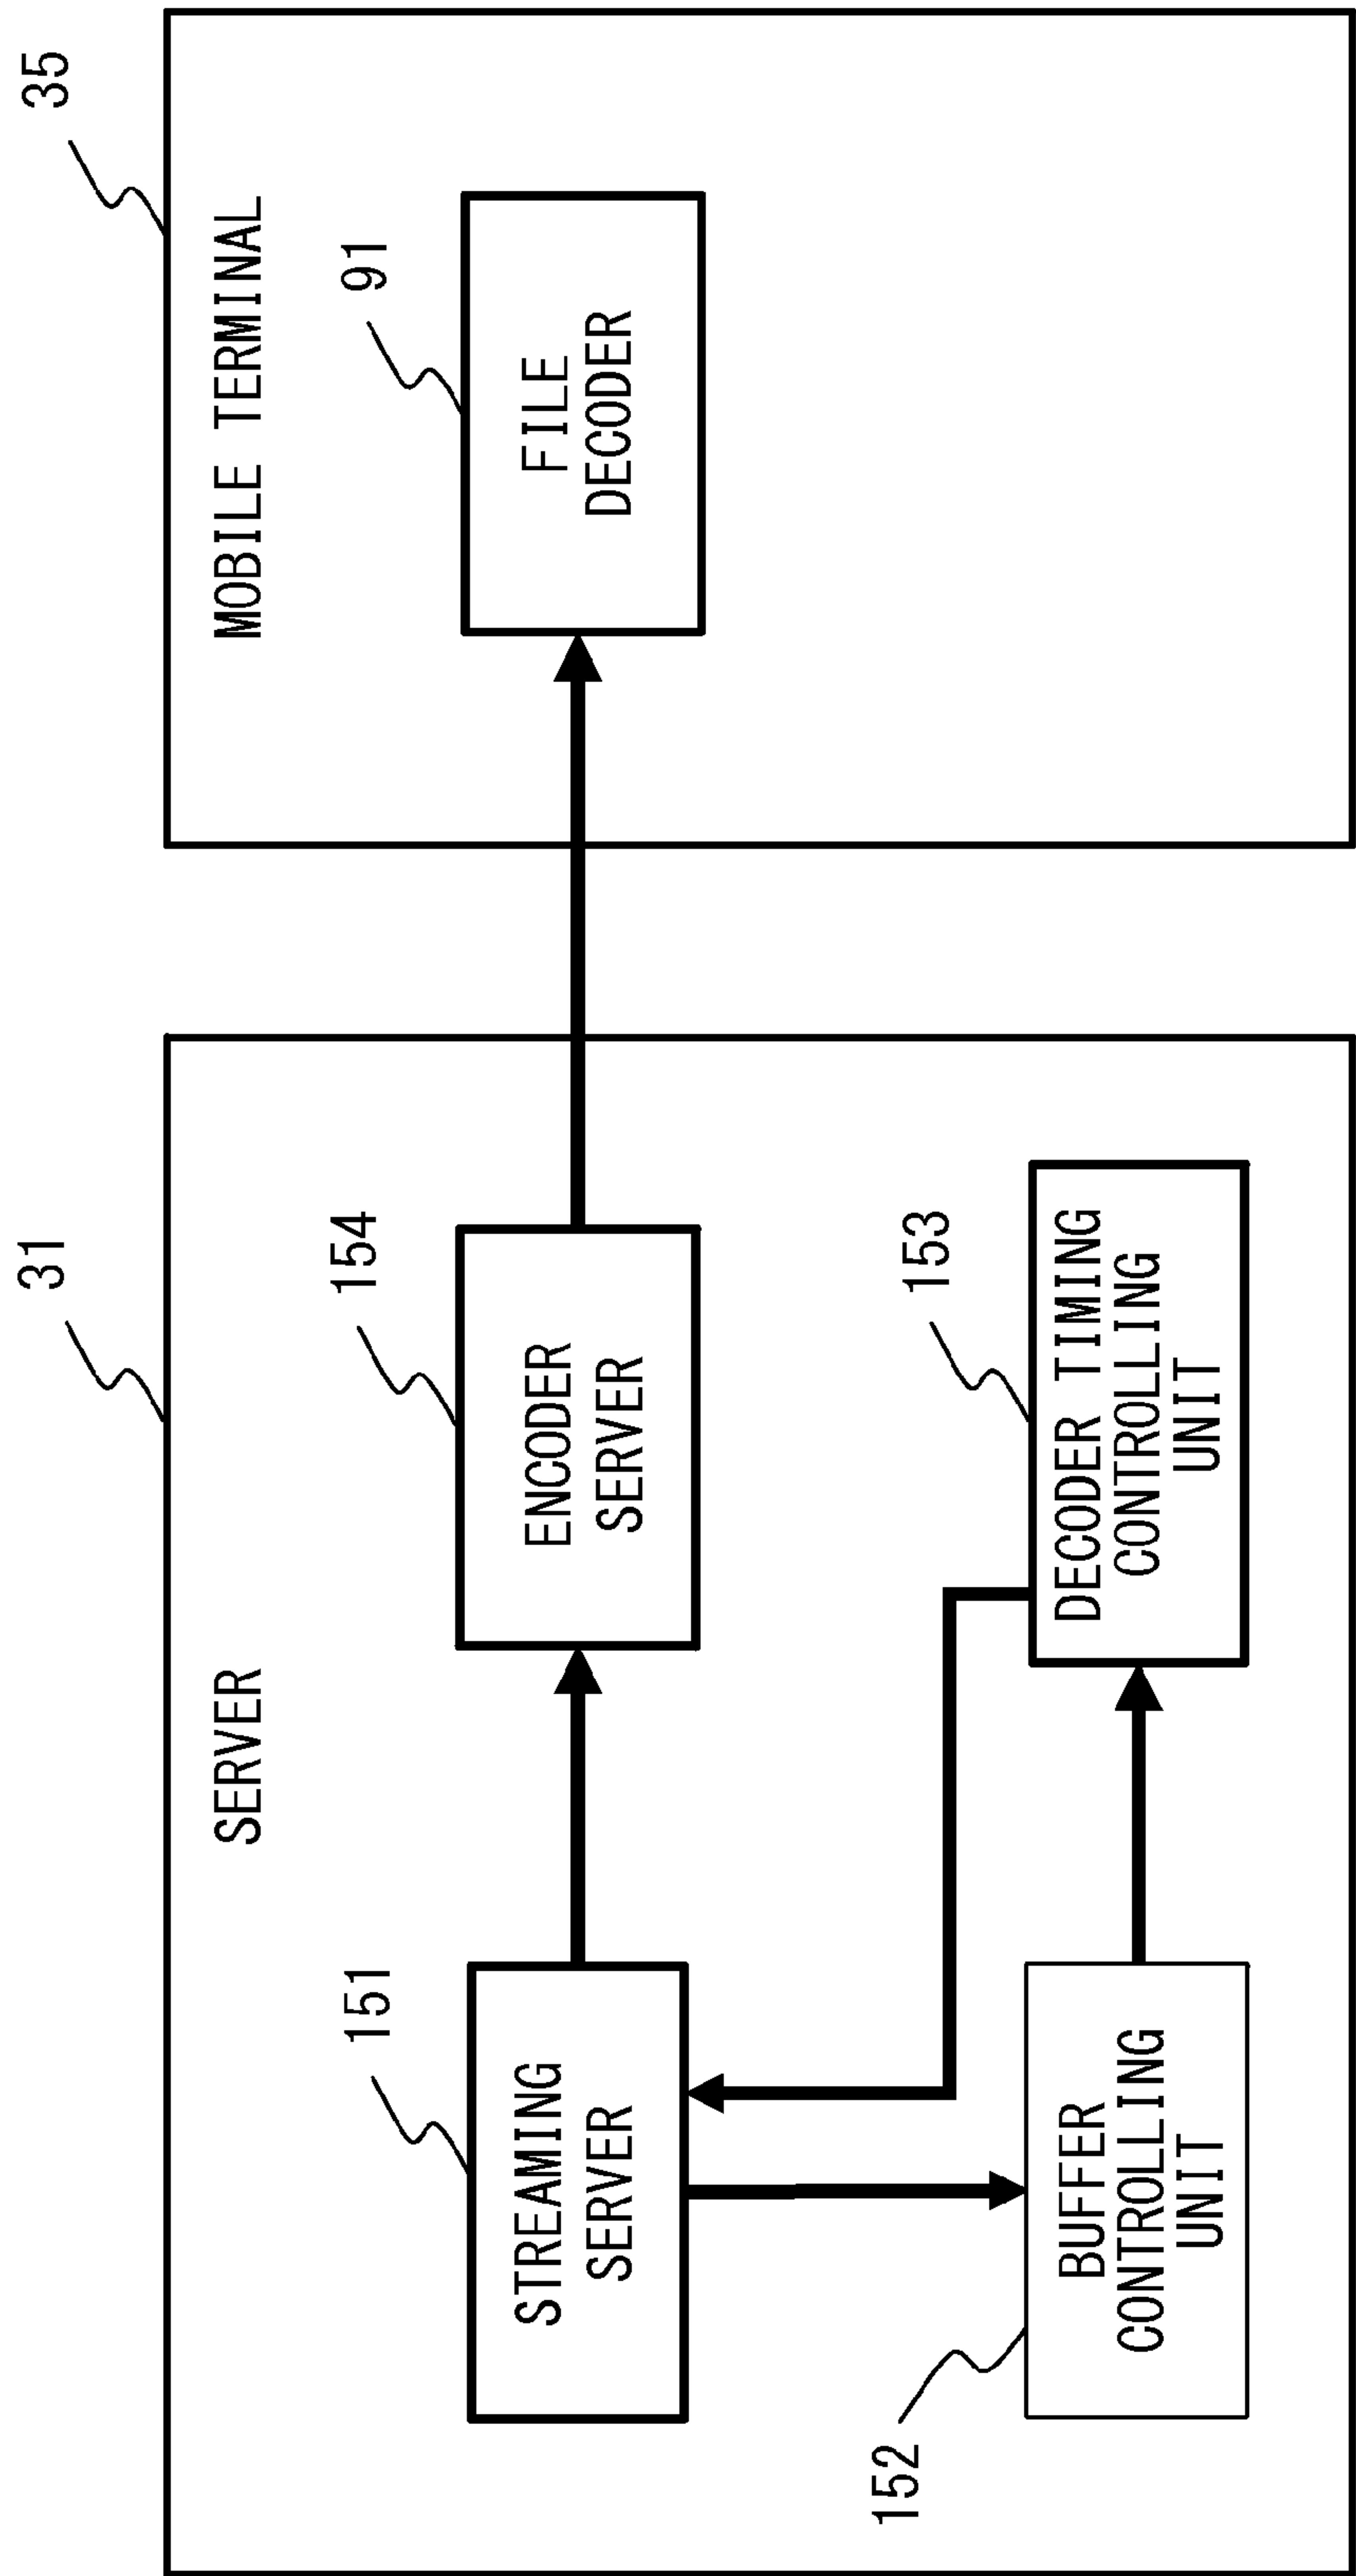 31
SERVER
151
STREAMING
SERVER
154
ENCODER
SERVER
152
BUFFER
CONTROLLING
UNIT
153
DECODER TIMING
CONTROLLING
UNIT
35
MOBILE TERMINAL
91
FILE
DECODER